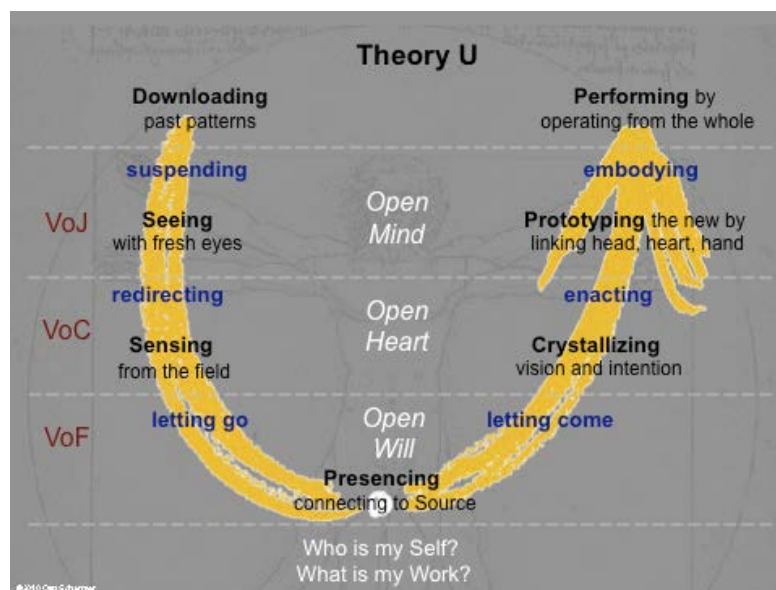 Theory U
Downloading
past patterns
Performing by
operating from the whole
suspending
embodying
VoJ
Seeing
with fresh eyes
Open
Mind
Prototyping the new by
linking head, heart, hand
redirecting
enacting
VoC
Sensing
from the field
Open
Heart
Crystallizing
vision and intention
letting go
letting come
VoF
Open
Will
Presencing
connecting to Source
Who is my Self?
What is my Work?